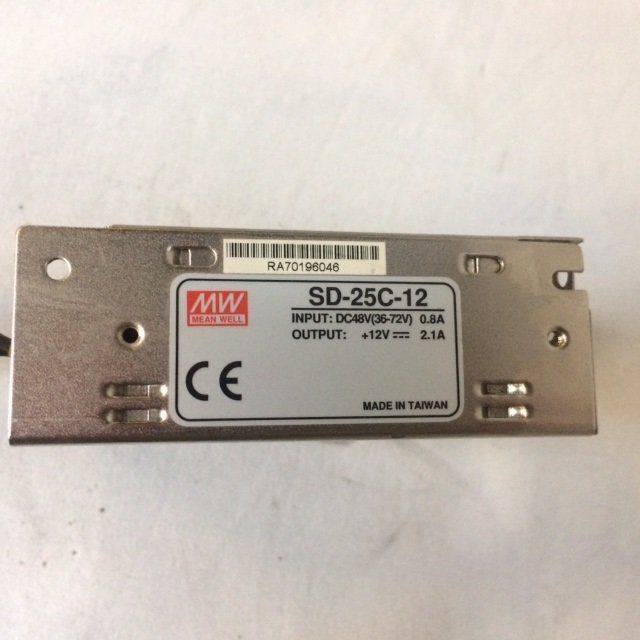 RA70196046
MW
MEAN WELL
SD-25C-12
INPUT: DC48V(36-72V) 0.8A
OUTPUT: +12V⎓ 2.1A
CE
MADE IN TAIWAN